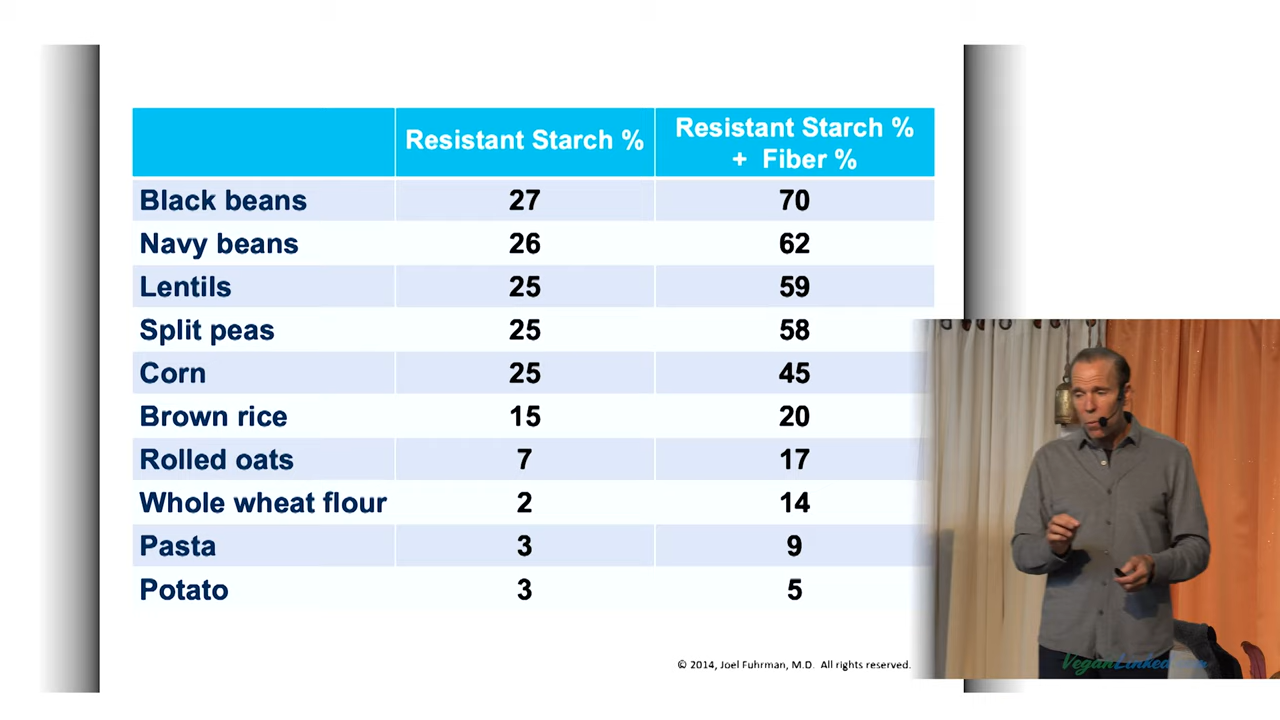 Resistant Starch % Resistant Starch % + Fiber %
Black beans 27 70
Navy beans 26 62
Lentils 25 59
Split peas 25 58
Corn 25 45
Brown rice 15 20
Rolled oats 7 17
Whole wheat flour 2 14
Pasta 3 9
Potato 3 5
© 2014, Joel Fuhrman, M.D. All rights reserved.
VeganLinked.com